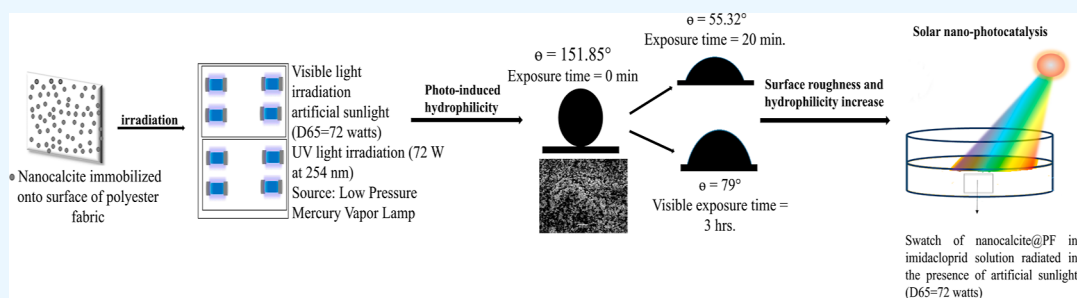 Nanocalcite immobilized
onto surface of polyester
fabric
irradiation
Visible light
irradiation
artificial sunlight
(D65=72 watts)
UV light irradiation (72 W
at 254 nm)
Source: Low Pressure
Mercury Vapor Lamp
Photo-induced
hydrophilicity
ɵ = 151.85°
Exposure time = 0 min
ɵ = 55.32°
Exposure time = 20 min.
ɵ = 79°
Visible exposure time =
3 hrs.
Surface roughness and
hydrophilicity increase
Solar nano-photocatalysis
Swatch of nanocalcite@PF in
imidacloprid solution radiated in
the presence of artificial sunlight
(D65=72 watts)